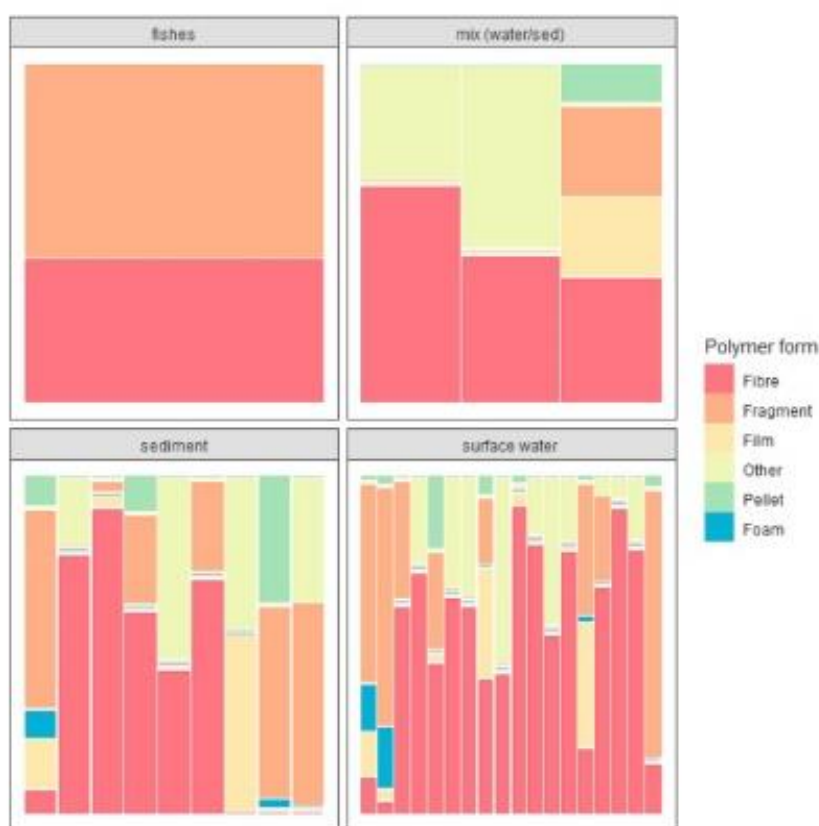 fishes
mix (water/sed)
sediment
surface water
Polymer form
Fibre
Fragment
Film
Other
Pellet
Foam